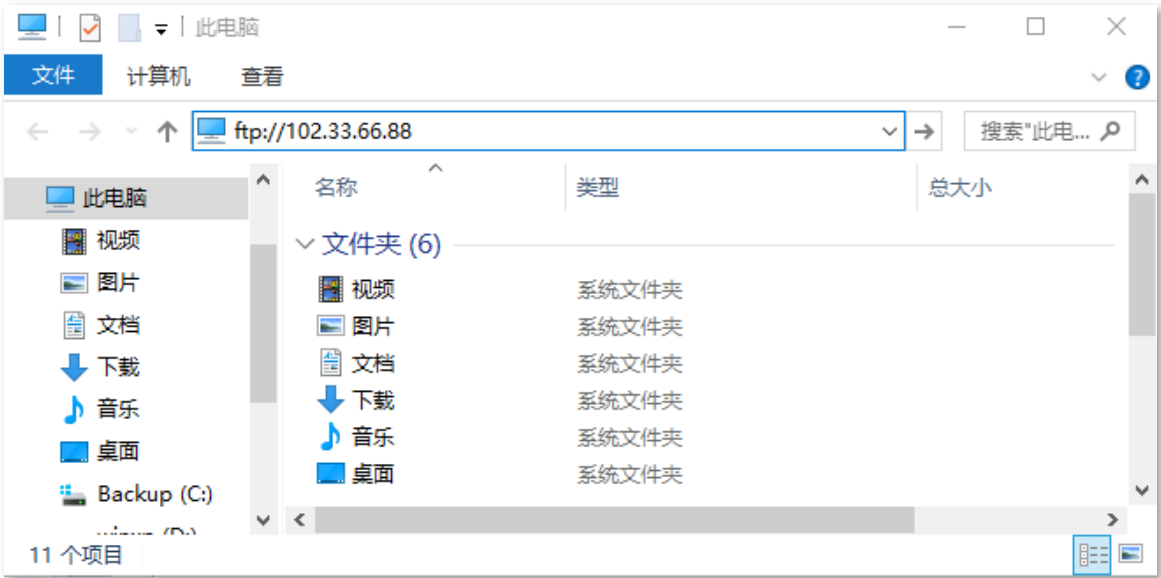 此电脑
文件 计算机 查看
ftp://102.33.66.88 搜索"此电...
此电脑
视频
图片
文档
下载
音乐
桌面
Backup (C:)
名称 类型 总大小
文件夹 (6)
视频 系统文件夹
图片 系统文件夹
文档 系统文件夹
下载 系统文件夹
音乐 系统文件夹
桌面 系统文件夹
11 个项目